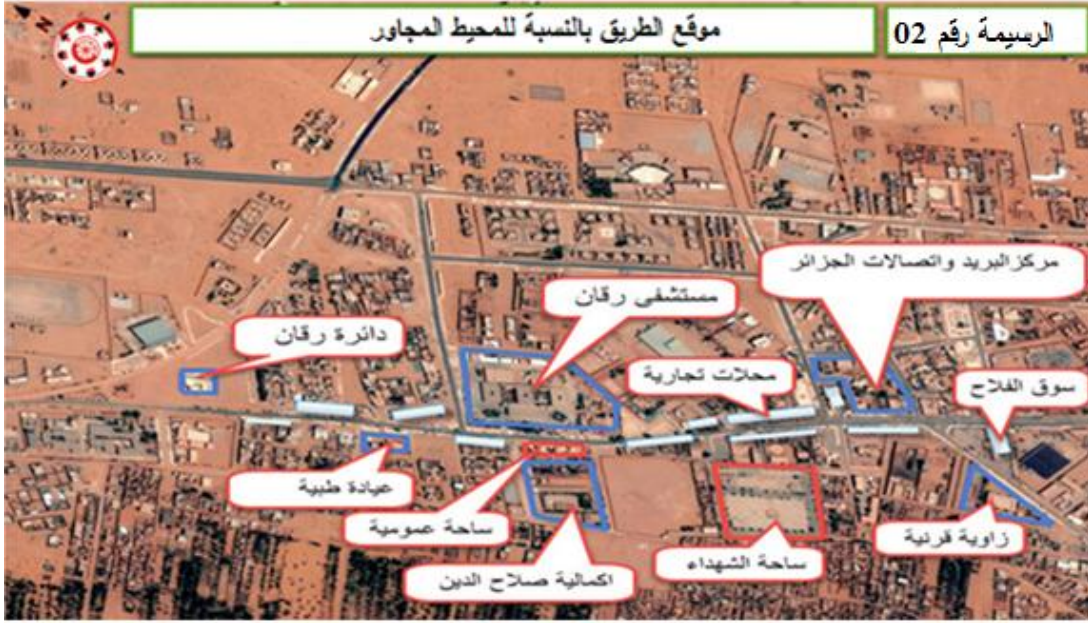 الرسيمة رقم 02
موقع الطريق بالنسبة للمحيط المجاور
N
مركزالبريد واتصالات الجزائر
مستشفى رقان
دائرة رقان
محلات تجارية
سوق الفلاح
عيادة طبية
ساحة عمومية
زاوية قرنية
ساحة الشهداء
اكمالية صلاح الدين